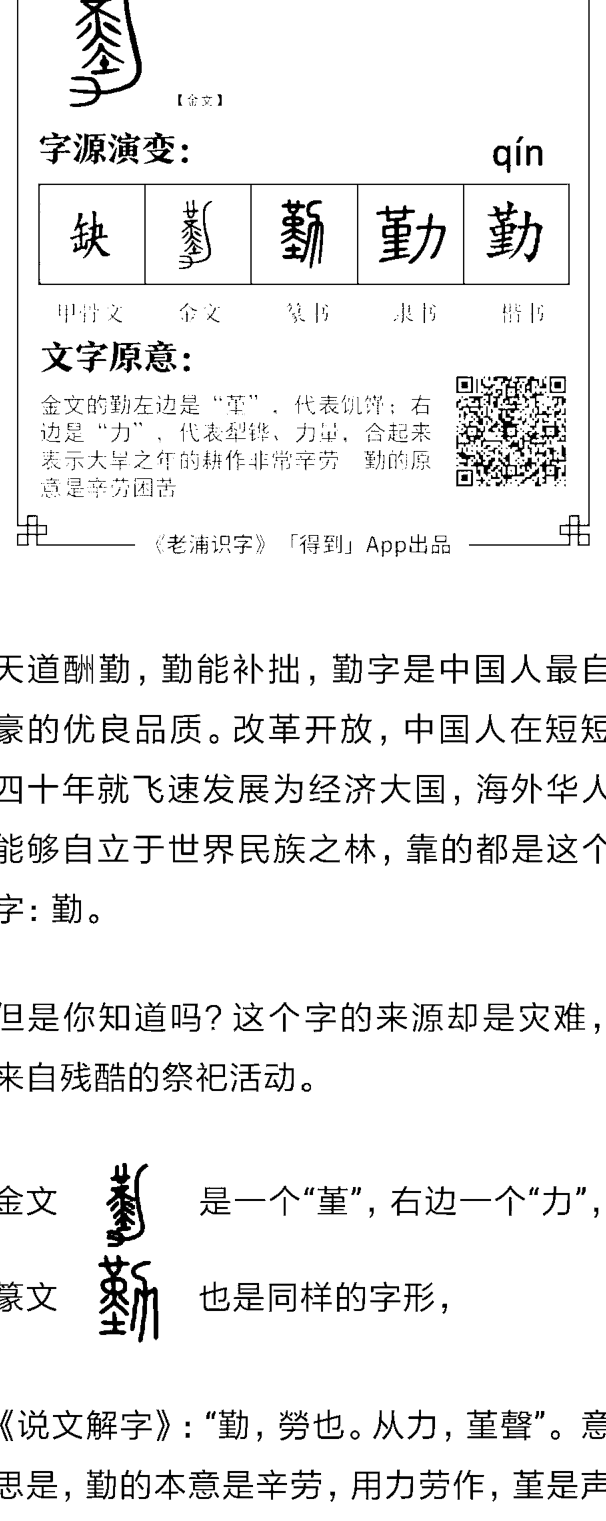 【金文】
字源演变：
qín
缺 勤 勤 勤 勤
甲骨文 金文 篆书 隶书 楷书
文字原意：
金文的勤左边是“堇”，代表饥馑；右
边是“力”，代表犁铧、力量，合起来
表示大旱之年的耕作非常辛劳 勤的原
意是辛劳困苦
《老浦识字》「得到」App出品
天道酬勤，勤能补拙，勤字是中国人最自
豪的优良品质。改革开放，中国人在短短
四十年就飞速发展为经济大国，海外华人
能够自立于世界民族之林，靠的都是这个
字：勤。
但是你知道吗？这个字的来源却是灾难，
来自残酷的祭祀活动。
金文 勤 是一个“堇”，右边一个“力”，
篆文 勤 也是同样的字形，
《说文解字》：“勤，勞也。从力，堇聲”。意
思是，勤的本意是辛劳，用力劳作，堇是声